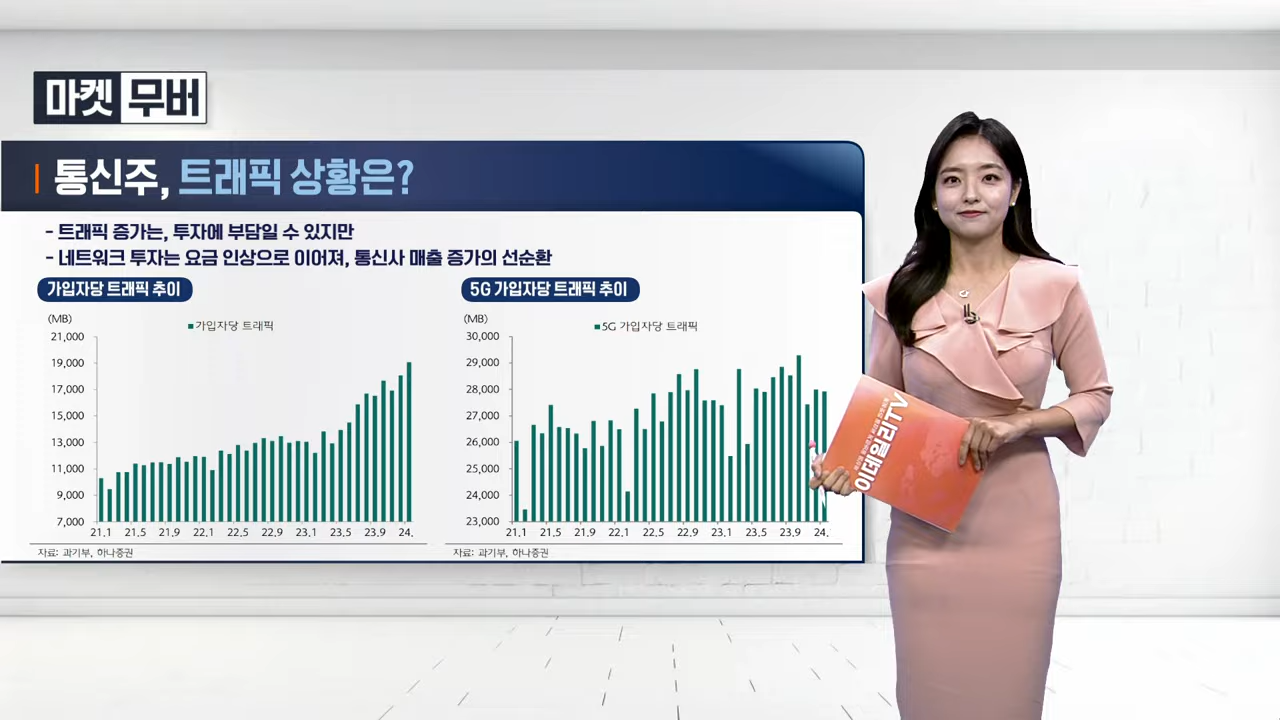 마켓무버
통신주, 트래픽 상황은?
- 트래픽 증가는, 투자에 부담일 수 있지만
- 네트워크 투자는 요금 인상으로 이어져, 통신사 매출 증가의 선순환
가입자당 트래픽 추이
(MB)
가입자당 트래픽
21,000
19,000
17,000
15,000
13,000
11,000
9,000
7,000
21.1 21.5 21.9 22.1 22.5 22.9 23.1 23.5 23.9 24.
자료: 과기부, 하나증권
5G 가입자당 트래픽 추이
(MB)
5G 가입자당 트래픽
30,000
29,000
28,000
27,000
26,000
25,000
24,000
23,000
21.1 21.5 21.9 22.1 22.5 22.9 23.1 23.5 23.9 24.
자료: 과기부, 하나증권
이데일리TV